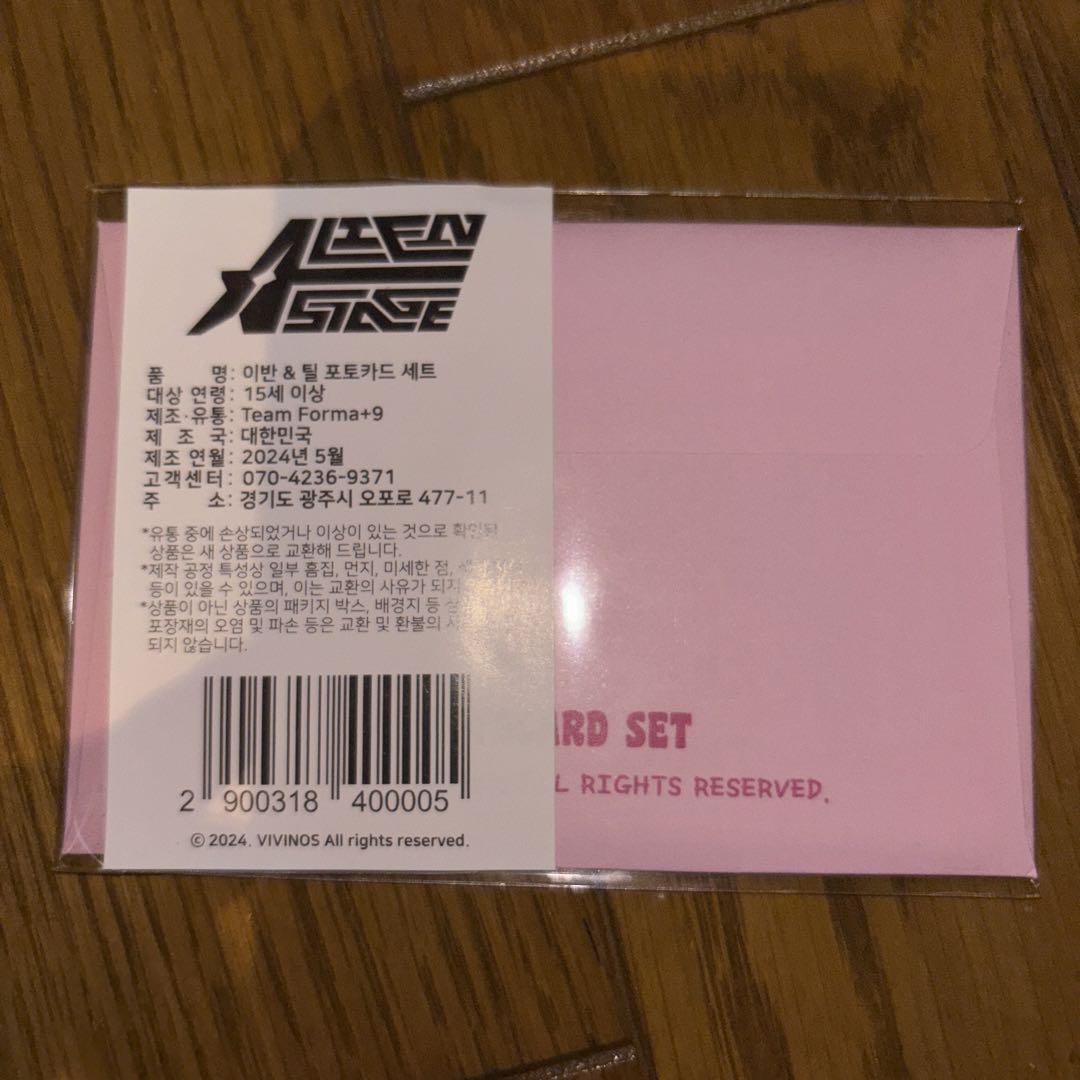 ALIEN
STAGE
품 명: 이반 & 틸 포토카드 세트
대상 연령: 15세 이상
제조·유통: Team Forma+9
제 조 국: 대한민국
제조 연월: 2024년 5월
고객센터: 070-4236-9371
주 소: 경기도 광주시 오포로 477-11
*유통 중에 손상되었거나 이상이 있는 것으로 확인된
상품은 새 상품으로 교환해 드립니다.
*제작 공정 특성상 일부 흠집, 먼지, 미세한 점,
등이 있을 수 있으며, 이는 교환의 사유가 되지
*상품이 아닌 상품의 패키지 박스, 배경지 등
포장재의 오염 및 파손 등은 교환 및 환불의
되지 않습니다.
2 900318 400005
© 2024. VIVINOS All rights reserved.
SET
RIGHTS RESERVED.